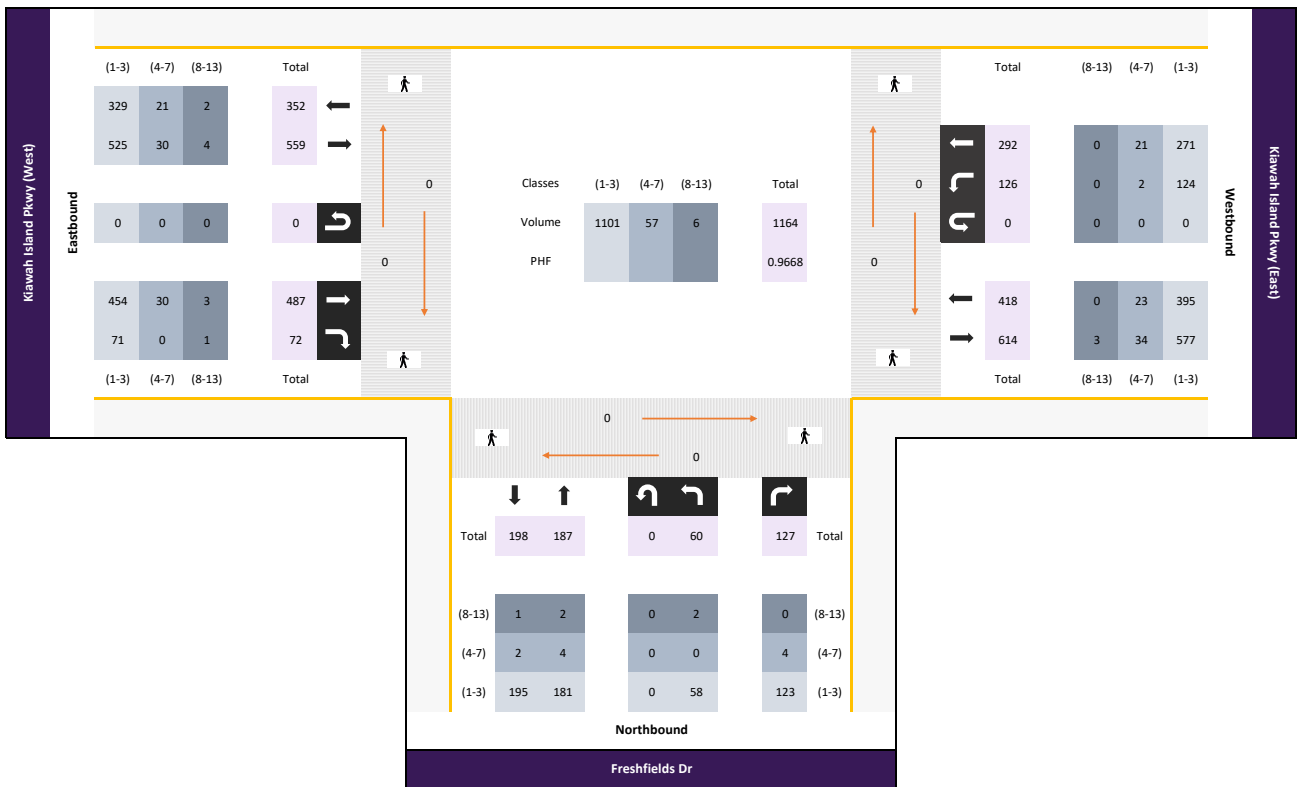 Kiawah Island Pkwy (West)
Eastbound
(1-3) (4-7) (8-13) Total
329 21 2 352
525 30 4 559
0 0 0 0
454 30 3 487
71 0 1 72
(1-3) (4-7) (8-13) Total
0
0
Classes (1-3) (4-7) (8-13) Total
Volume 1101 57 6 1164
PHF 0.9668
0
0
Total (8-13) (4-7) (1-3)
292 0 21 271
126 0 2 124
0 0 0 0
418 0 23 395
614 3 34 577
Total (8-13) (4-7) (1-3)
Westbound
Kiawah Island Pkwy (East)
0
0
Total 198 187 0 60 127 Total
(8-13) 1 2 0 2 0 (8-13)
(4-7) 2 4 0 0 4 (4-7)
(1-3) 195 181 0 58 123 (1-3)
Northbound
Freshfields Dr